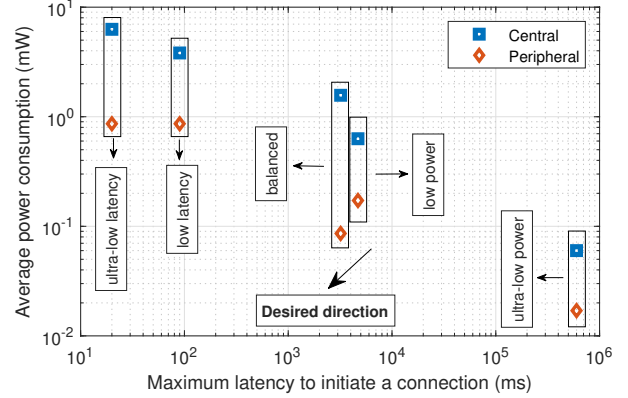 Average power consumption (mW)
10^1
10^0
10^-1
10^-2
Central
Peripheral
ultra-low latency
low latency
balanced
low power
ultra-low power
Desired direction
10^1 10^2 10^3 10^4 10^5 10^6
Maximum latency to initiate a connection (ms)